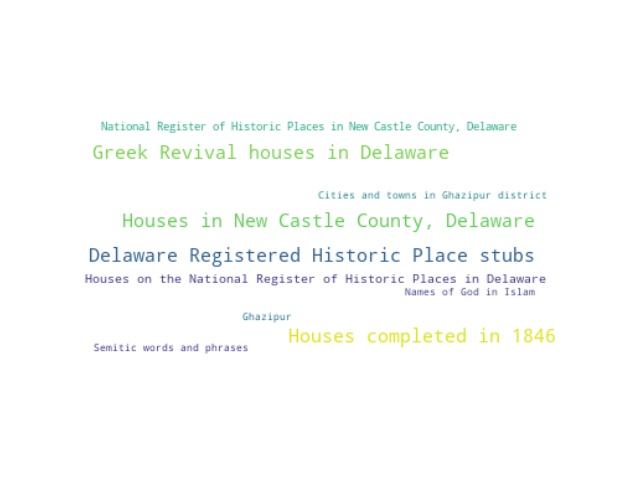 National Register of Historic Places in New Castle County, Delaware
Greek Revival houses in Delaware
Cities and towns in Ghazipur district
Houses in New Castle County, Delaware
Delaware Registered Historic Place stubs
Houses on the National Register of Historic Places in Delaware
Names of God in Islam
Ghazipur
Houses completed in 1846
Semitic words and phrases